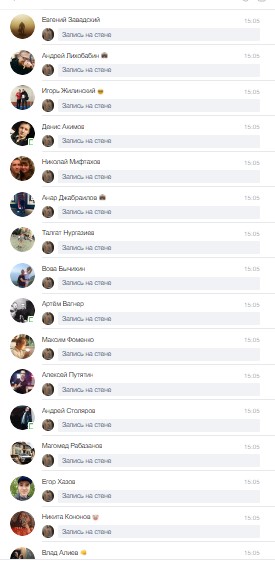 Евгений Завадский 15:05
Запись на стене
Андрей Лихобабин 15:05
Запись на стене
Игорь Жилинский 15:05
Запись на стене
Денис Акимов 15:05
Запись на стене
Николай Мифтахов 15:05
Запись на стене
Анар Джабраилов 15:05
Запись на стене
Талгат Нургазиев 15:05
Запись на стене
Вова Бычихин 15:05
Запись на стене
Артём Вагнер 15:05
Запись на стене
Максим Фоменко 15:05
Запись на стене
Алексей Путятин 15:05
Запись на стене
Андрей Столяров 15:05
Запись на стене
Магомед Рабазанов 15:05
Запись на стене
Егор Хазов 15:05
Запись на стене
Никита Кононов 15:05
Запись на стене
Влад Алиев 15:05